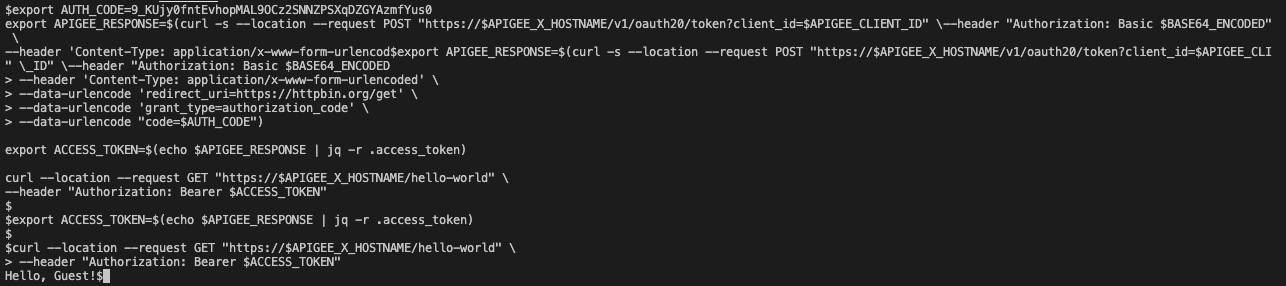 $export AUTH_CODE=9_KUjy0fntEvhopMAL9OCz2SNNZPSXqDZGYAzmfYus0
export APIGEE_RESPONSE=$(curl -s --location --request POST "https://$APIGEE_X_HOSTNAME/v1/oauth20/token?client_id=$APIGEE_CLIENT_ID" \--header "Authorization: Basic $BASE64_ENCODED"
 \
--header 'Content-Type: application/x-www-form-urlencod$export APIGEE_RESPONSE=$(curl -s --location --request POST "https://$APIGEE_X_HOSTNAME/v1/oauth20/token?client_id=$APIGEE_CLI
" \_ID" \--header "Authorization: Basic $BASE64_ENCODED
> --header 'Content-Type: application/x-www-form-urlencoded' \
> --data-urlencode 'redirect_uri=https://httpbin.org/get' \
> --data-urlencode 'grant_type=authorization_code' \
> --data-urlencode "code=$AUTH_CODE")
export ACCESS_TOKEN=$(echo $APIGEE_RESPONSE | jq -r .access_token)
curl --location --request GET "https://$APIGEE_X_HOSTNAME/hello-world" \
--header "Authorization: Bearer $ACCESS_TOKEN"
$
$export ACCESS_TOKEN=$(echo $APIGEE_RESPONSE | jq -r .access_token)
$
$curl --location --request GET "https://$APIGEE_X_HOSTNAME/hello-world" \
> --header "Authorization: Bearer $ACCESS_TOKEN"
Hello, Guest!$